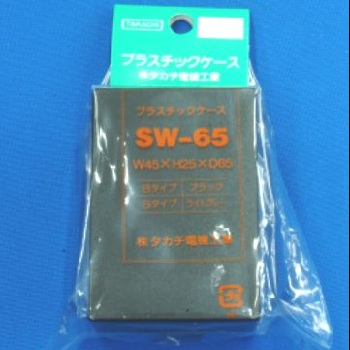 TAKACHI
プラスチックケース
㈱タカチ電機工業
プラスチックケース
SW-65
W45×H25×D65
Bタイプ ブラック
Gタイプ ライトグレー
㈱タカチ電機工業